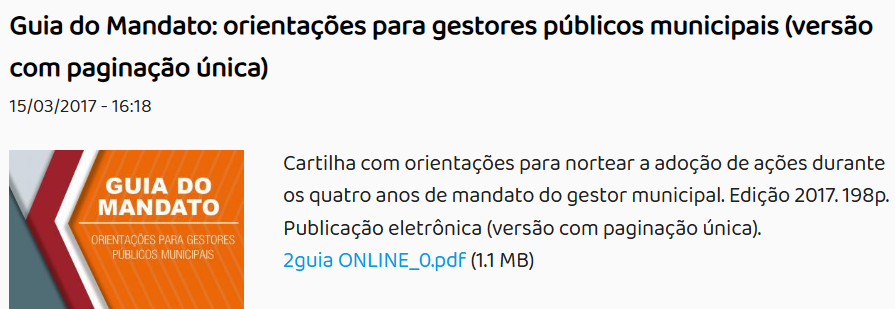 Guia do Mandato: orientações para gestores públicos municipais (versão
com paginação única)
15/03/2017 - 16:18
GUIA DO
MANDATO
ORIENTAÇÕES PARA GESTORES
PÚBLICOS MUNICIPAIS
Cartilha com orientações para nortear a adoção de ações durante
os quatro anos de mandato do gestor municipal. Edição 2017. 198p.
Publicação eletrônica (versão com paginação única).
2guia ONLINE_0.pdf (1.1 MB)